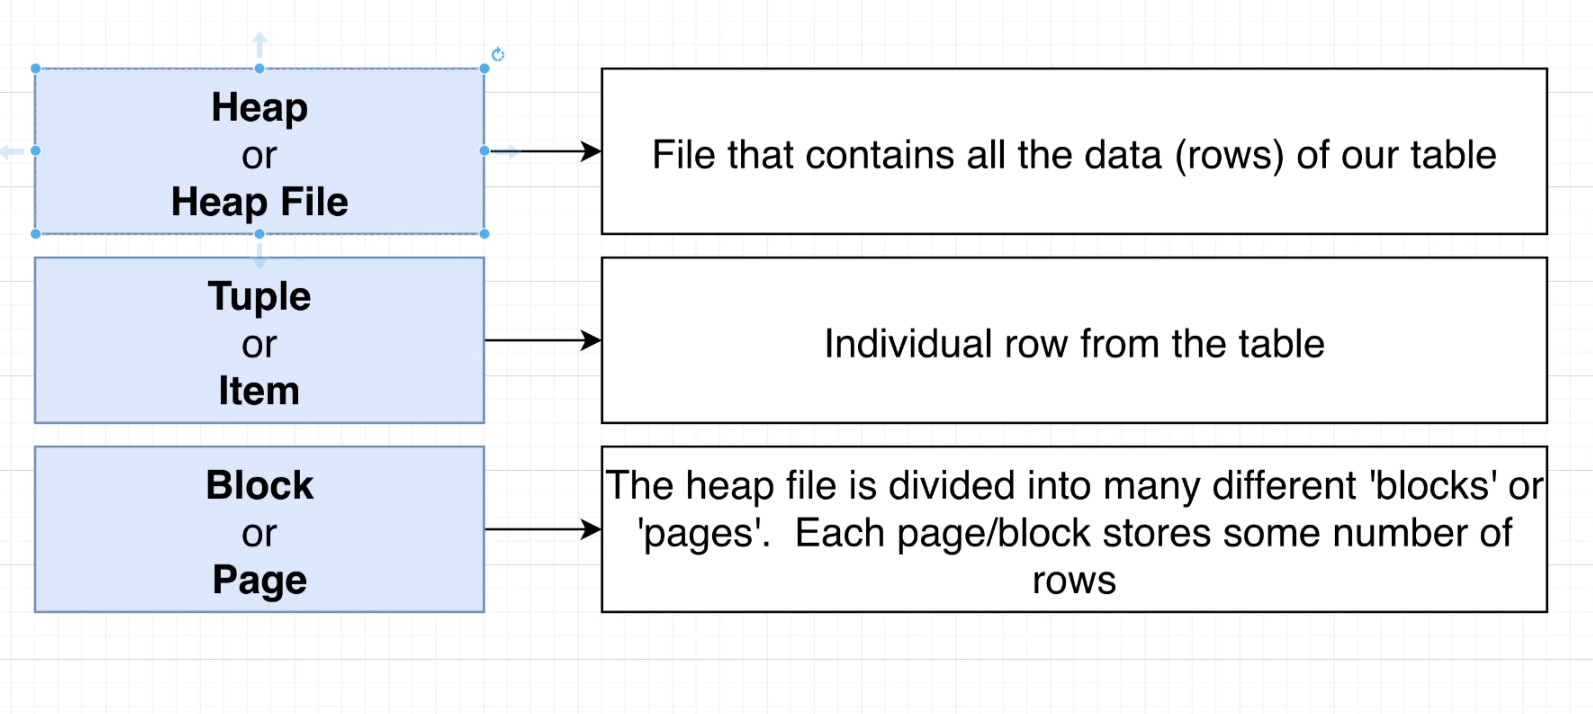 Heap
or
Heap File
File that contains all the data (rows) of our table
Tuple
or
Item
Individual row from the table
Block
or
Page
The heap file is divided into many different 'blocks' or
'pages'.  Each page/block stores some number of
rows